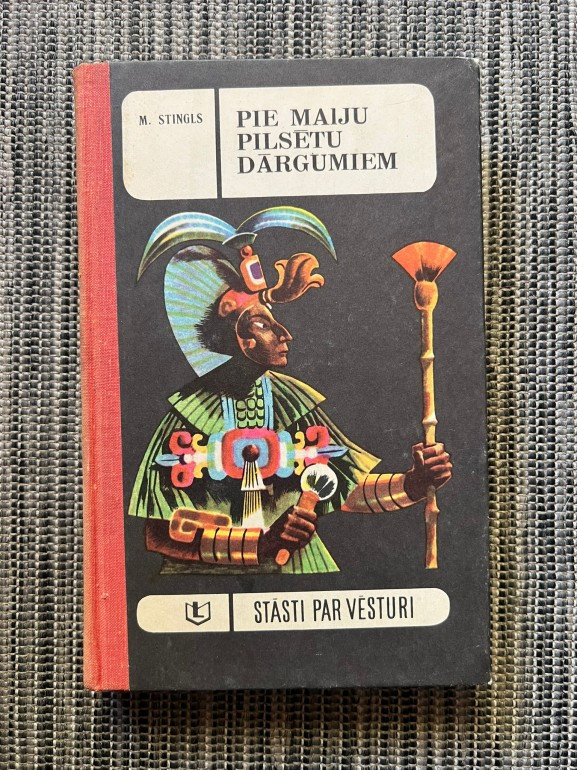 M. STINGLS
PIE MAIJU
PILSĒTU
DĀRGUMIEM
STĀSTI PAR VĒSTURI